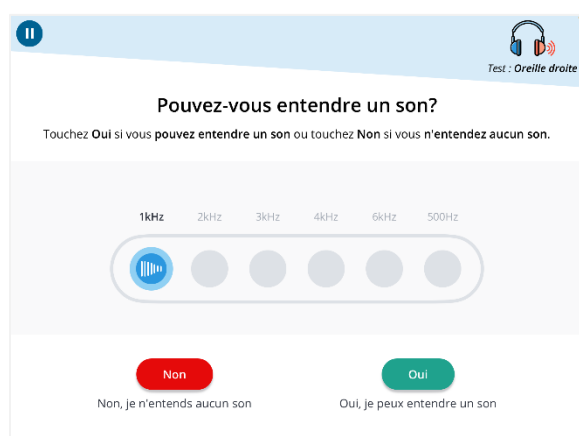 Test : Oreille droite
Pouvez-vous entendre un son?
Touchez Oui si vous pouvez entendre un son ou touchez Non si vous n'entendez aucun son.
1kHz 2kHz 3kHz 4kHz 6kHz 500Hz
Non Oui
Non, je n'entends aucun son Oui, je peux entendre un son